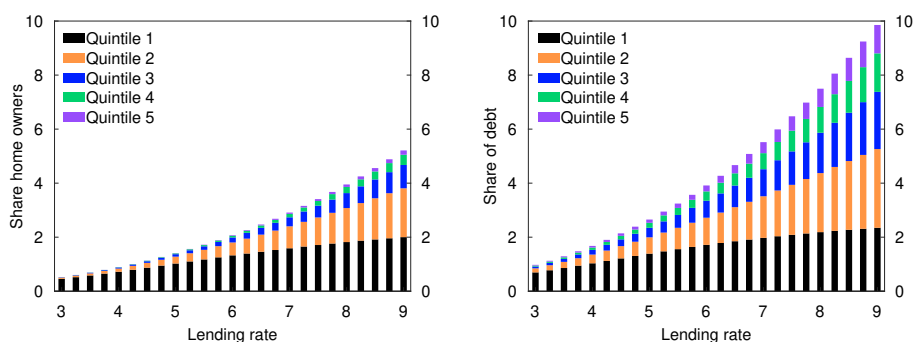 10
8
6
4
2
0
Share home owners
Quintile 1
Quintile 2
Quintile 3
Quintile 4
Quintile 5
10
8
6
4
2
0
3 4 5 6 7 8 9
Lending rate
10
8
6
4
2
0
Share of debt
Quintile 1
Quintile 2
Quintile 3
Quintile 4
Quintile 5
10
8
6
4
2
0
3 4 5 6 7 8 9
Lending rate